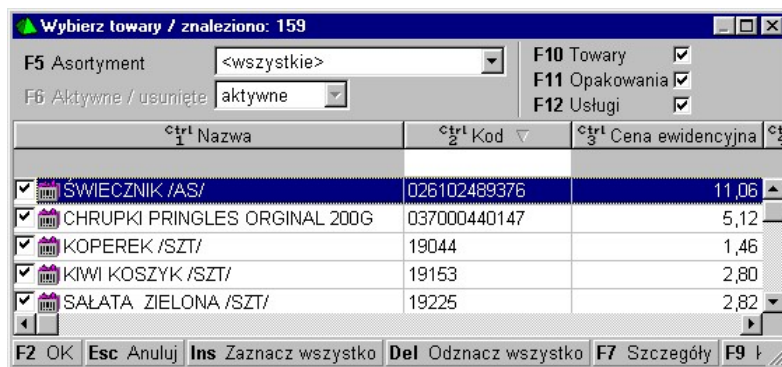 Wybierz towary / znaleziono: 159
F5 Asortyment <wszystkie>
F6 Aktywne / usunięte aktywne
F10 Towary
F11 Opakowania
F12 Usługi
Ctrl 1 Nazwa Ctrl 2 Kod Ctrl 3 Cena ewidencyjna
ŚWIECZNIK /AS/ 026102489376 11,06
CHRUPKI PRINGLES ORGINAL 200G 037000440147 5,12
KOPEREK /SZT/ 19044 1,46
KIWI KOSZYK /SZT/ 19153 2,80
SAŁATA ZIELONA /SZT/ 19225 2,82
F2 OK Esc Anuluj Ins Zaznacz wszystko Del Odznacz wszystko F7 Szczegóły F9